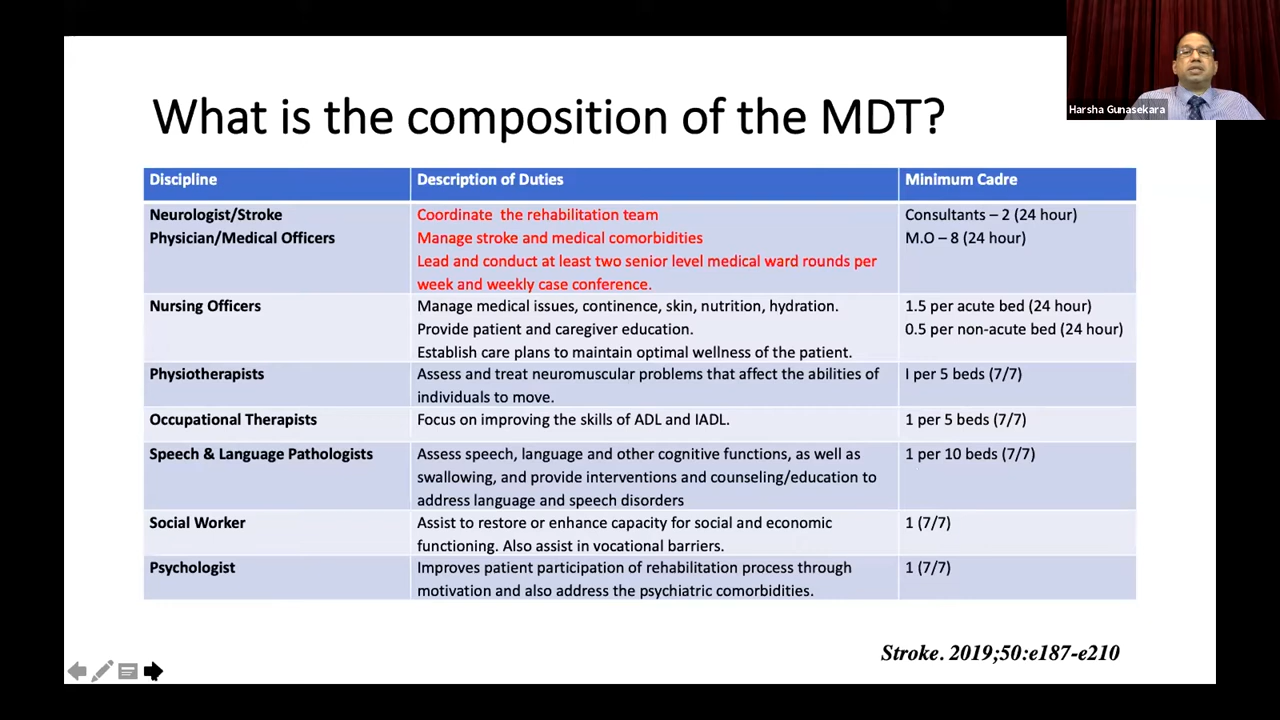 Harsha Gunasekara
What is the composition of the MDT?
Discipline
Description of Duties
Minimum Cadre
Neurologist/Stroke
Physician/Medical Officers
Coordinate the rehabilitation team
Manage stroke and medical comorbidities
Lead and conduct at least two senior level medical ward rounds per
week and weekly case conference.
Consultants – 2 (24 hour)
M.O – 8 (24 hour)
Nursing Officers
Manage medical issues, continence, skin, nutrition, hydration.
Provide patient and caregiver education.
Establish care plans to maintain optimal wellness of the patient.
1.5 per acute bed (24 hour)
0.5 per non-acute bed (24 hour)
Physiotherapists
Assess and treat neuromuscular problems that affect the abilities of
individuals to move.
I per 5 beds (7/7)
Occupational Therapists
Focus on improving the skills of ADL and IADL.
1 per 5 beds (7/7)
Speech & Language Pathologists
Assess speech, language and other cognitive functions, as well as
swallowing, and provide interventions and counseling/education to
address language and speech disorders
1 per 10 beds (7/7)
Social Worker
Assist to restore or enhance capacity for social and economic
functioning. Also assist in vocational barriers.
1 (7/7)
Psychologist
Improves patient participation of rehabilitation process through
motivation and also address the psychiatric comorbidities.
1 (7/7)
Stroke. 2019;50:e187-e210